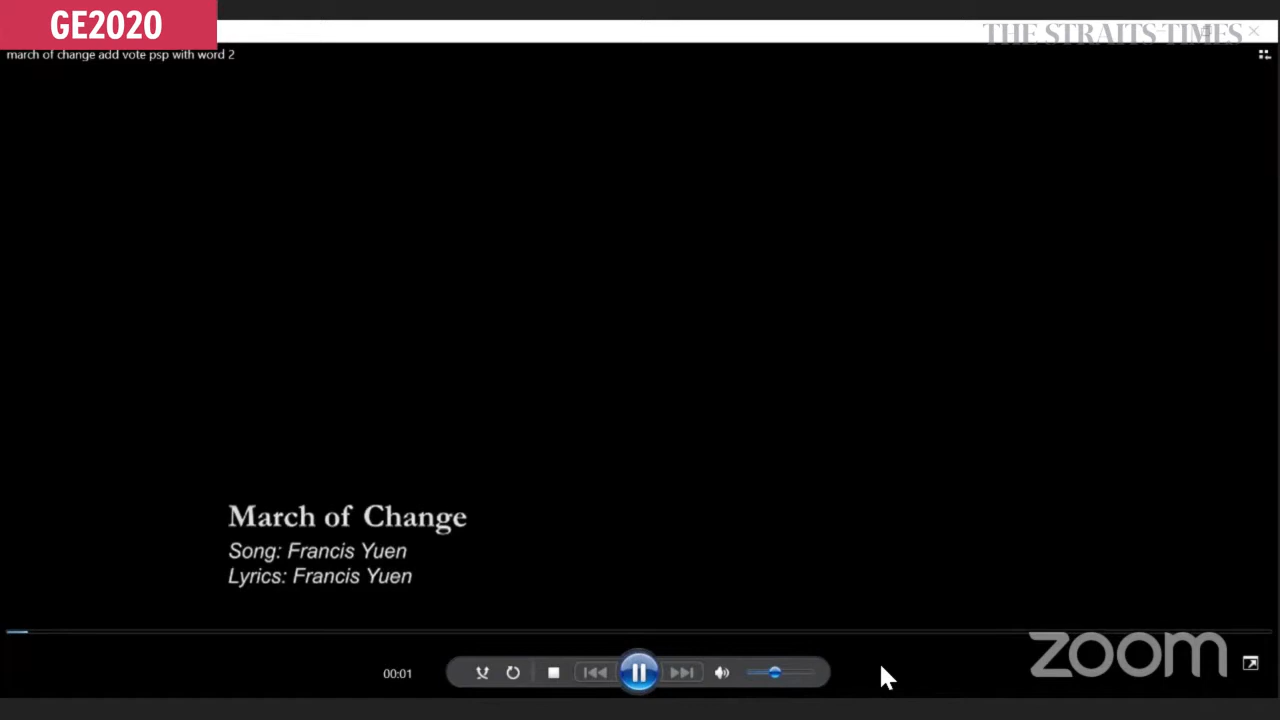 GE2020
THE STRAITS TIMES
march of change add vote psp with word 2
March of Change
Song: Francis Yuen
Lyrics: Francis Yuen
00:01
zoom